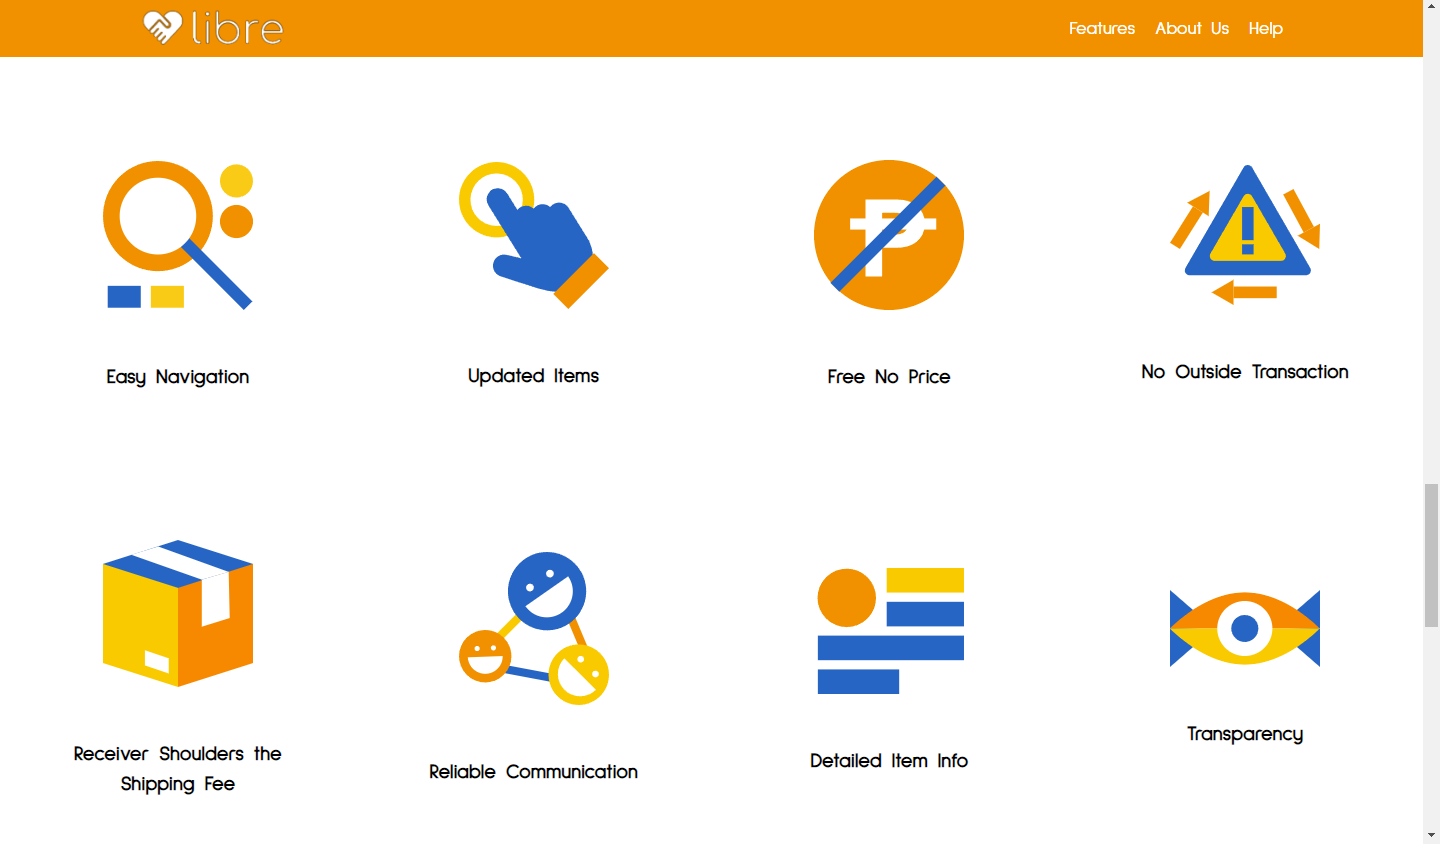 libre
Features About Us Help
Easy Navigation
Updated Items
Free No Price
No Outside Transaction
Receiver Shoulders the
Shipping Fee
Reliable Communication
Detailed Item Info
Transparency